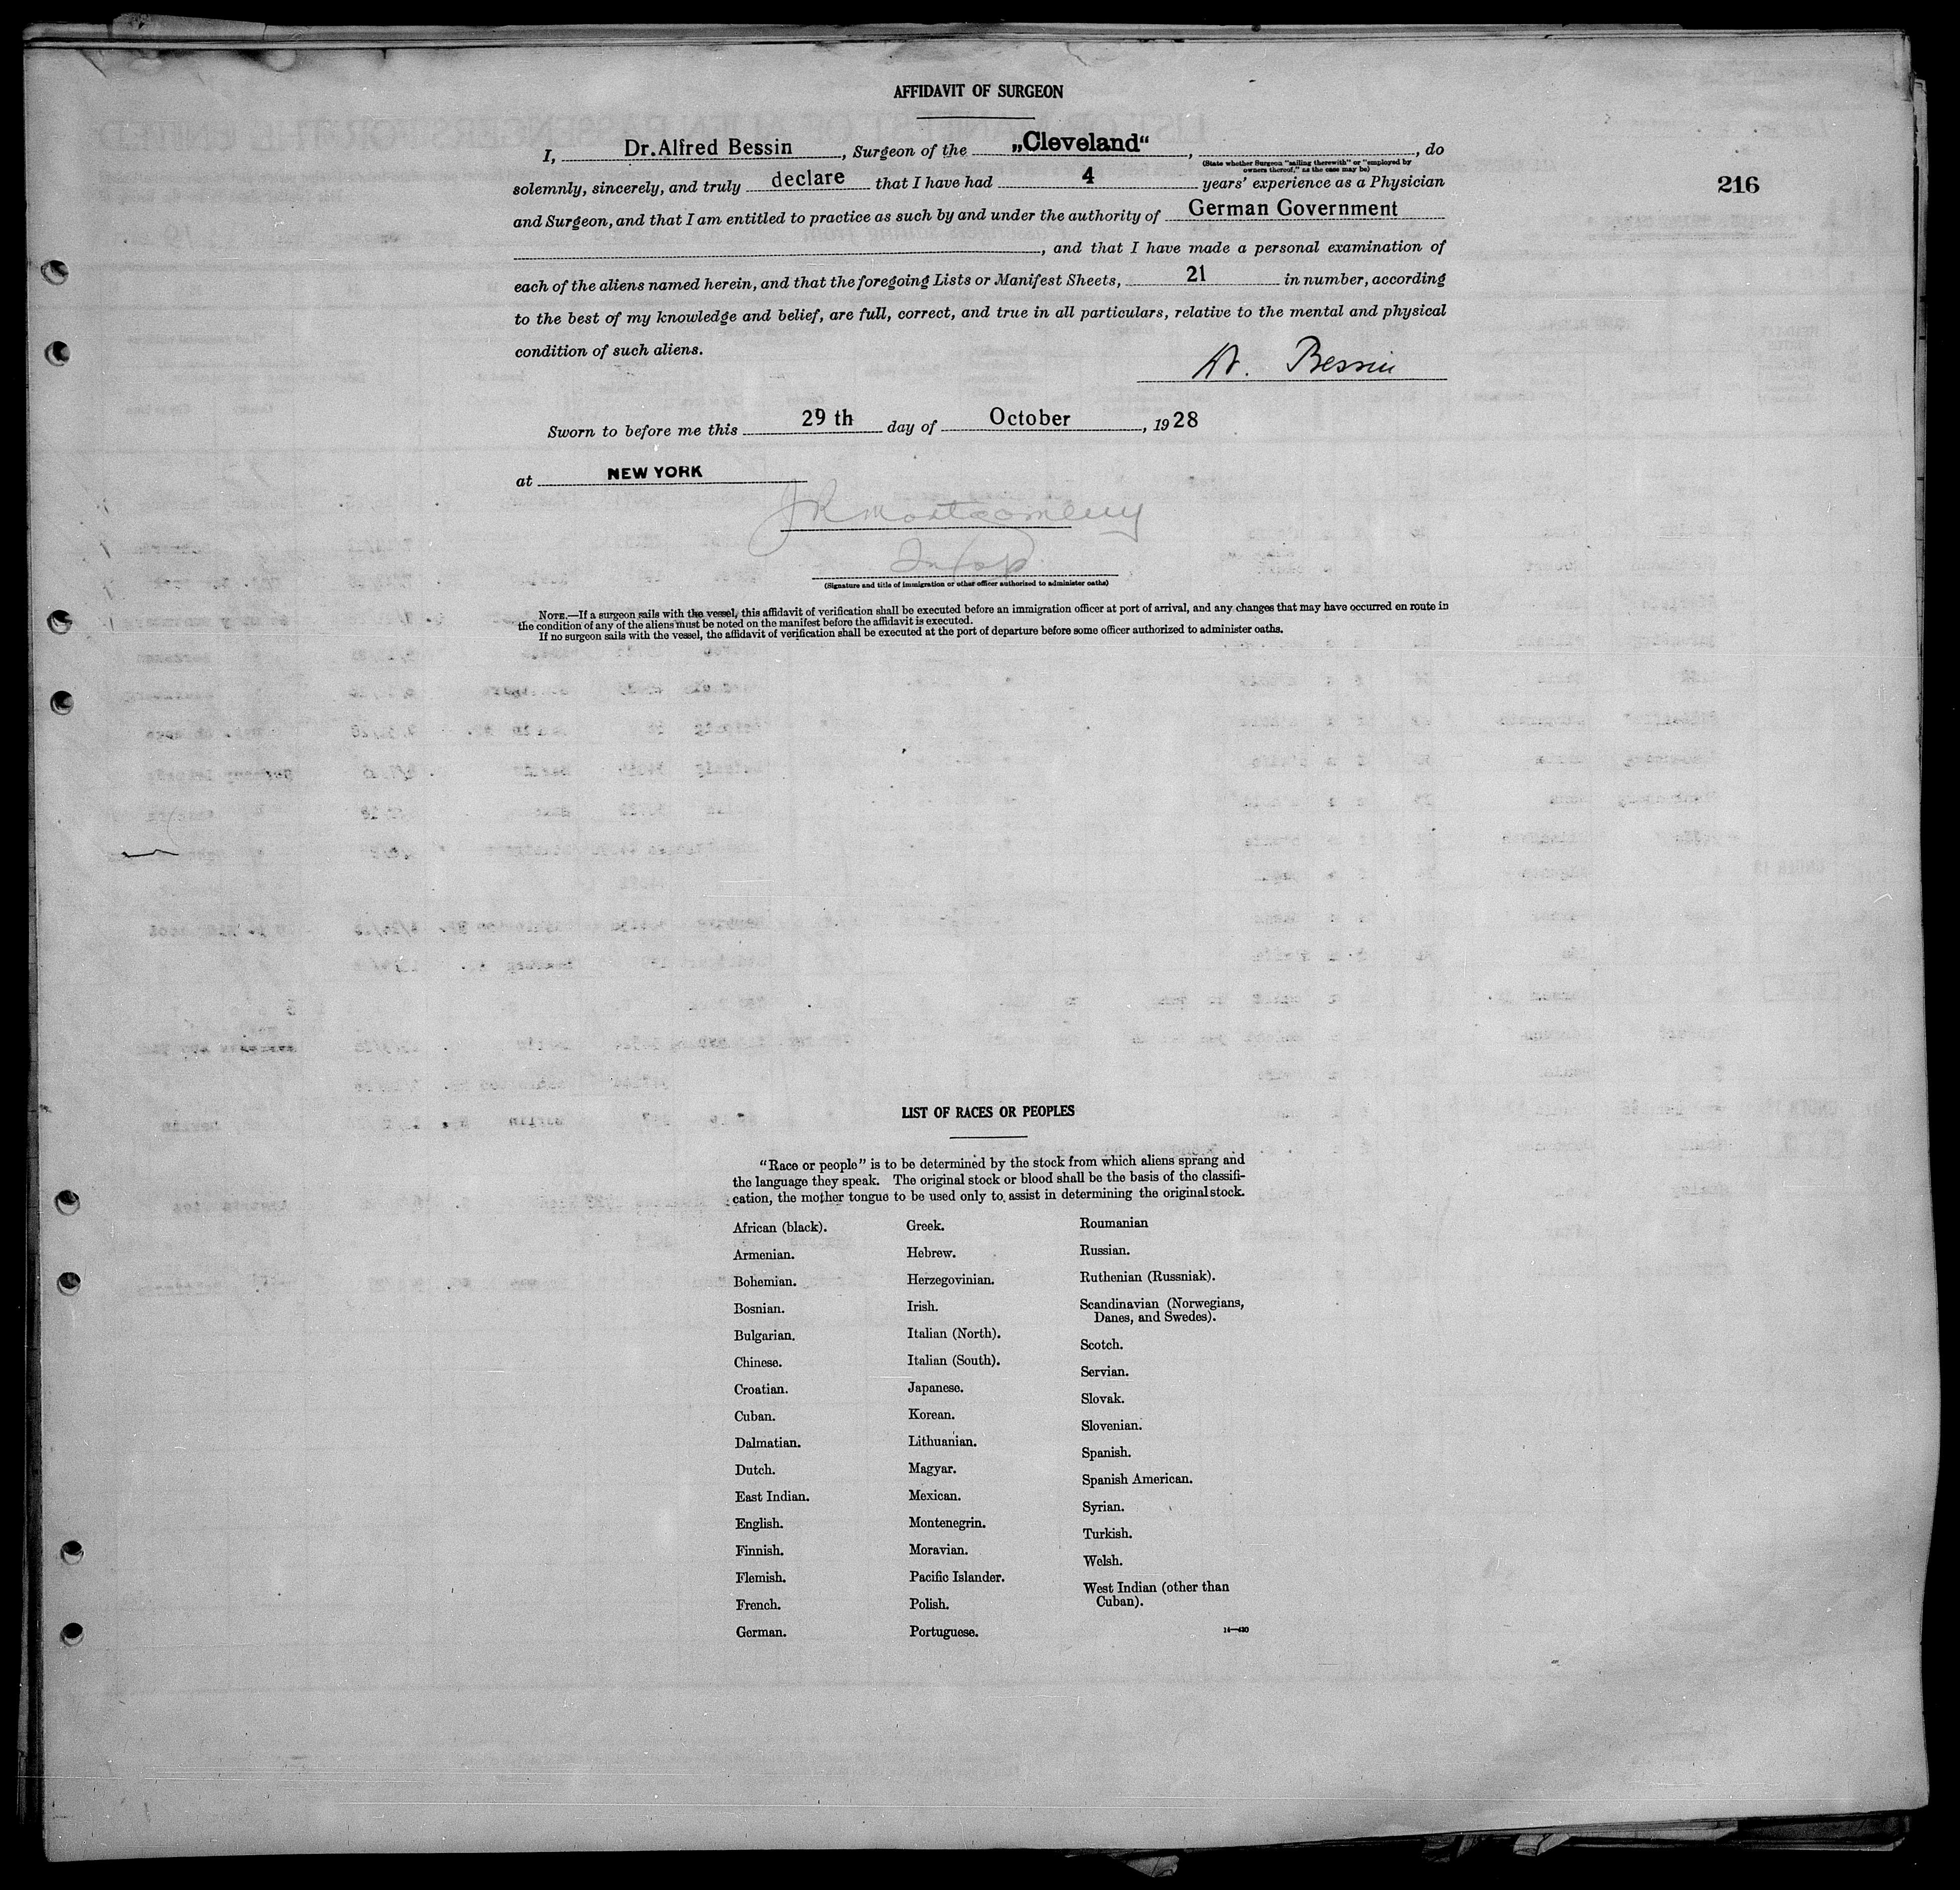 AFFIDAVIT OF SURGEON
I, Dr. Alfred Bessin, Surgeon of the „Cleveland“, , do
(State whether Surgeon "sailing therewith" or "employed by
owners thereof," as the case may be)
solemnly, sincerely, and truly declare that I have had 4 years' experience as a Physician
216
and Surgeon, and that I am entitled to practice as such by and under the authority of German Government
, and that I have made a personal examination of
each of the aliens named herein, and that the foregoing Lists or Manifest Sheets, 21 in number, according
to the best of my knowledge and belief, are full, correct, and true in all particulars, relative to the mental and physical
condition of such aliens.
Bessin
Sworn to before me this 29 th day of October, 1928
at NEW YORK
JRMontgomery
(Signature and title of immigration or other officer authorized to administer oaths)
NOTE.—If a surgeon sails with the vessel, this affidavit of verification shall be executed before an immigration officer at port of arrival, and any changes that may have occurred en route in
the condition of any of the aliens must be noted on the manifest before the affidavit is executed.
If no surgeon sails with the vessel, the affidavit of verification shall be executed at the port of departure before some officer authorized to administer oaths.
LIST OF RACES OR PEOPLES
"Race or people" is to be determined by the stock from which aliens sprang and
the language they speak. The original stock or blood shall be the basis of the classifi-
cation, the mother tongue to be used only to assist in determining the original stock.
African (black).
Armenian.
Bohemian.
Bosnian.
Bulgarian.
Chinese.
Croatian.
Cuban.
Dalmatian.
Dutch.
East Indian.
English.
Finnish.
Flemish.
French.
German.
Greek.
Hebrew.
Herzegovinian.
Irish.
Italian (North).
Italian (South).
Japanese.
Korean.
Lithuanian.
Magyar.
Mexican.
Montenegrin.
Moravian.
Pacific Islander.
Polish.
Portuguese.
Roumanian
Russian.
Ruthenian (Russniak).
Scandinavian (Norwegians,
Danes, and Swedes).
Scotch.
Servian.
Slovak.
Slovenian.
Spanish.
Spanish American.
Syrian.
Turkish.
Welsh.
West Indian (other than
Cuban).
14—430